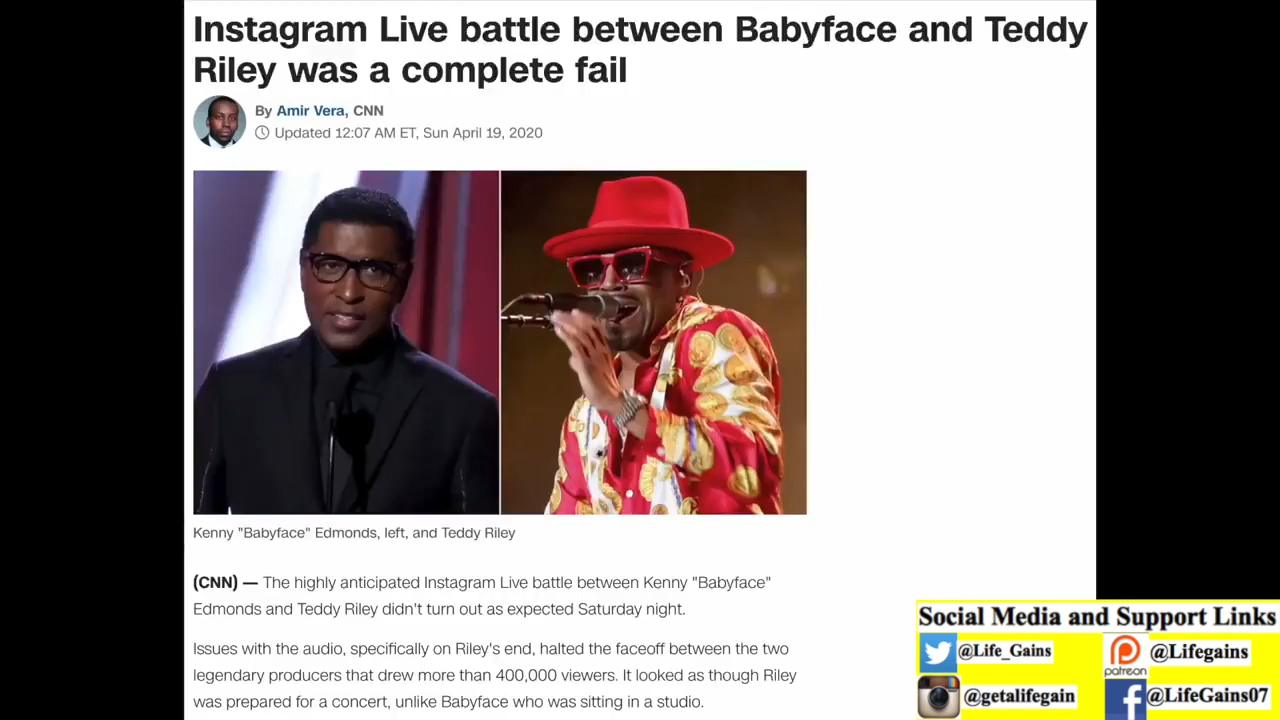 Instagram Live battle between Babyface and Teddy
Riley was a complete fail
By Amir Vera, CNN
Updated 12:07 AM ET, Sun April 19, 2020
Kenny "Babyface" Edmonds, left, and Teddy Riley
(CNN) — The highly anticipated Instagram Live battle between Kenny "Babyface"
Edmonds and Teddy Riley didn't turn out as expected Saturday night.
Issues with the audio, specifically on Riley's end, halted the faceoff between the two
legendary producers that drew more than 400,000 viewers. It looked as though Riley
was prepared for a concert, unlike Babyface who was sitting in a studio.
Social Media and Support Links
@Life_Gains
@Lifegains
patreon
@getalifegain
@LifeGains07